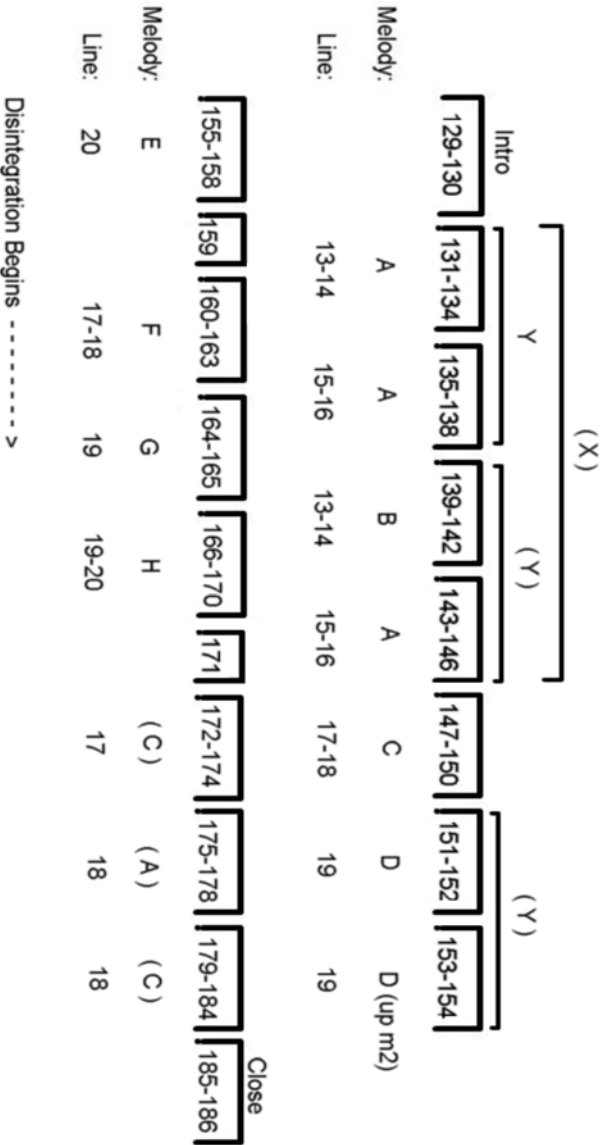 ( X )
Y ( Y ) ( Y )
Intro
129-130 131-134 135-138 139-142 143-146 147-150 151-152 153-154
Melody: A A B A C D D (up m2)
Line: 13-14 15-16 13-14 15-16 17-18 19 19
Close
155-158 159 160-163 164-165 166-170 171 172-174 175-178 179-184 185-186
Melody: E F G H ( C ) ( A ) ( C )
Line: 20 17-18 19 19-20 17 18 18
Disintegration Begins - - - - - - - - >